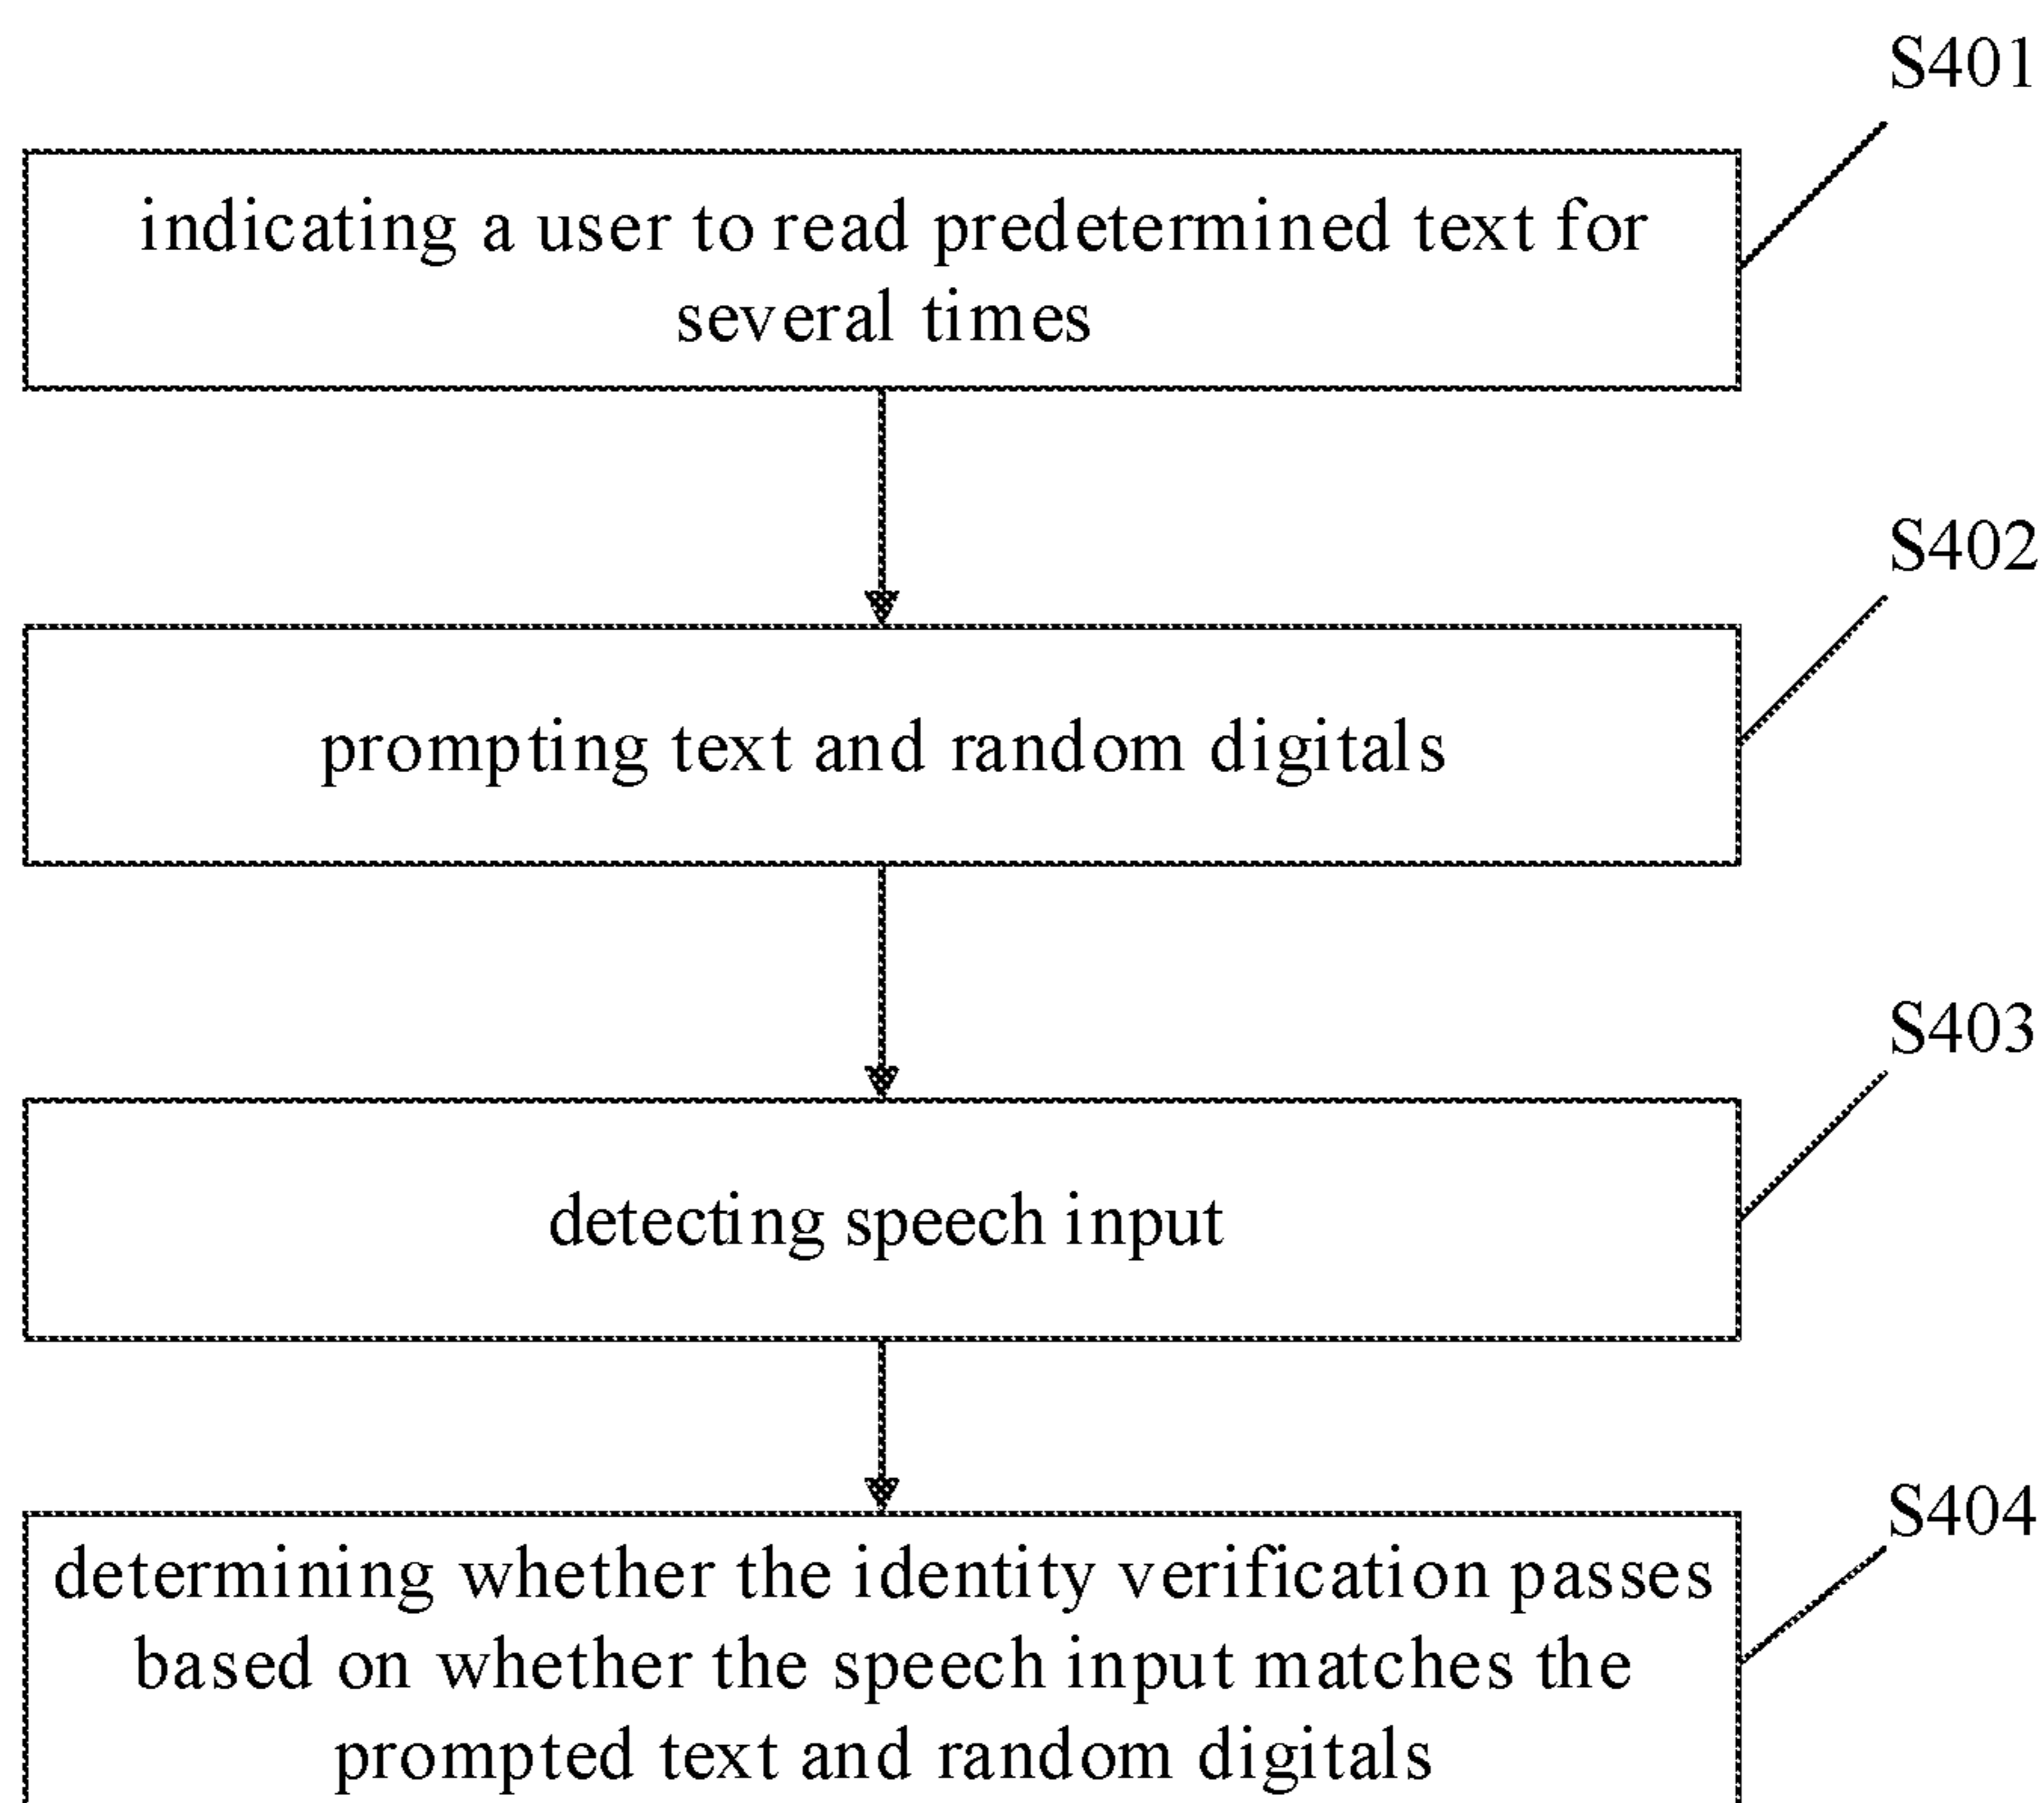 S401
indicating a user to read predetermined text for
several times
S402
prompting text and random digitals
S403
detecting speech input
S404
determining whether the identity verification passes
based on whether the speech input matches the
prompted text and random digitals